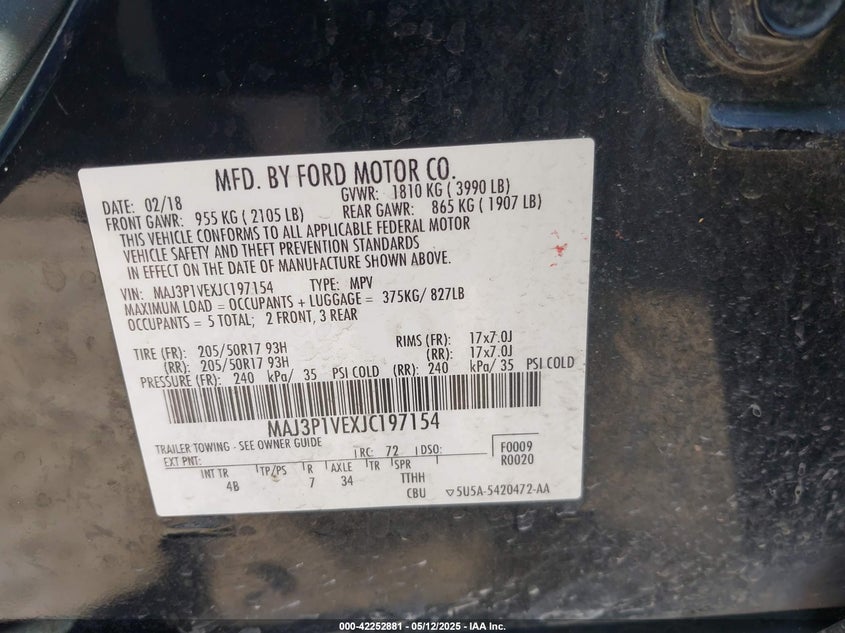 MFD. BY FORD MOTOR CO.
DATE: 02/18 GVWR: 1810 KG ( 3990 LB)
FRONT GAWR: 955 KG ( 2105 LB) REAR GAWR: 865 KG ( 1907 LB)
THIS VEHICLE CONFORMS TO ALL APPLICABLE FEDERAL MOTOR
VEHICLE SAFETY AND THEFT PREVENTION STANDARDS
IN EFFECT ON THE DATE OF MANUFACTURE SHOWN ABOVE.
VIN: MAJ3P1VEXJC197154 TYPE: MPV
MAXIMUM LOAD = OCCUPANTS + LUGGAGE = 375KG/ 827LB
OCCUPANTS = 5 TOTAL; 2 FRONT, 3 REAR
TIRE (FR): 205/50R17 93H RIMS (FR): 17x7.0J
(RR): 205/50R17 93H (RR): 17x7.0J
PRESSURE (FR): 240 kPa/ 35 PSI COLD (RR): 240 kPa/ 35 PSI COLD
MAJ3P1VEXJC197154
TRAILER TOWING - SEE OWNER GUIDE
EXT PNT: RC: 72 DSO: F0009
R0020
INT TR TP/PS R AXLE TR SPR
4B 7 34 TTHH
CBU ▽5U5A-5420472-AA
000-42252881 - 05/12/2025 - IAA Inc.